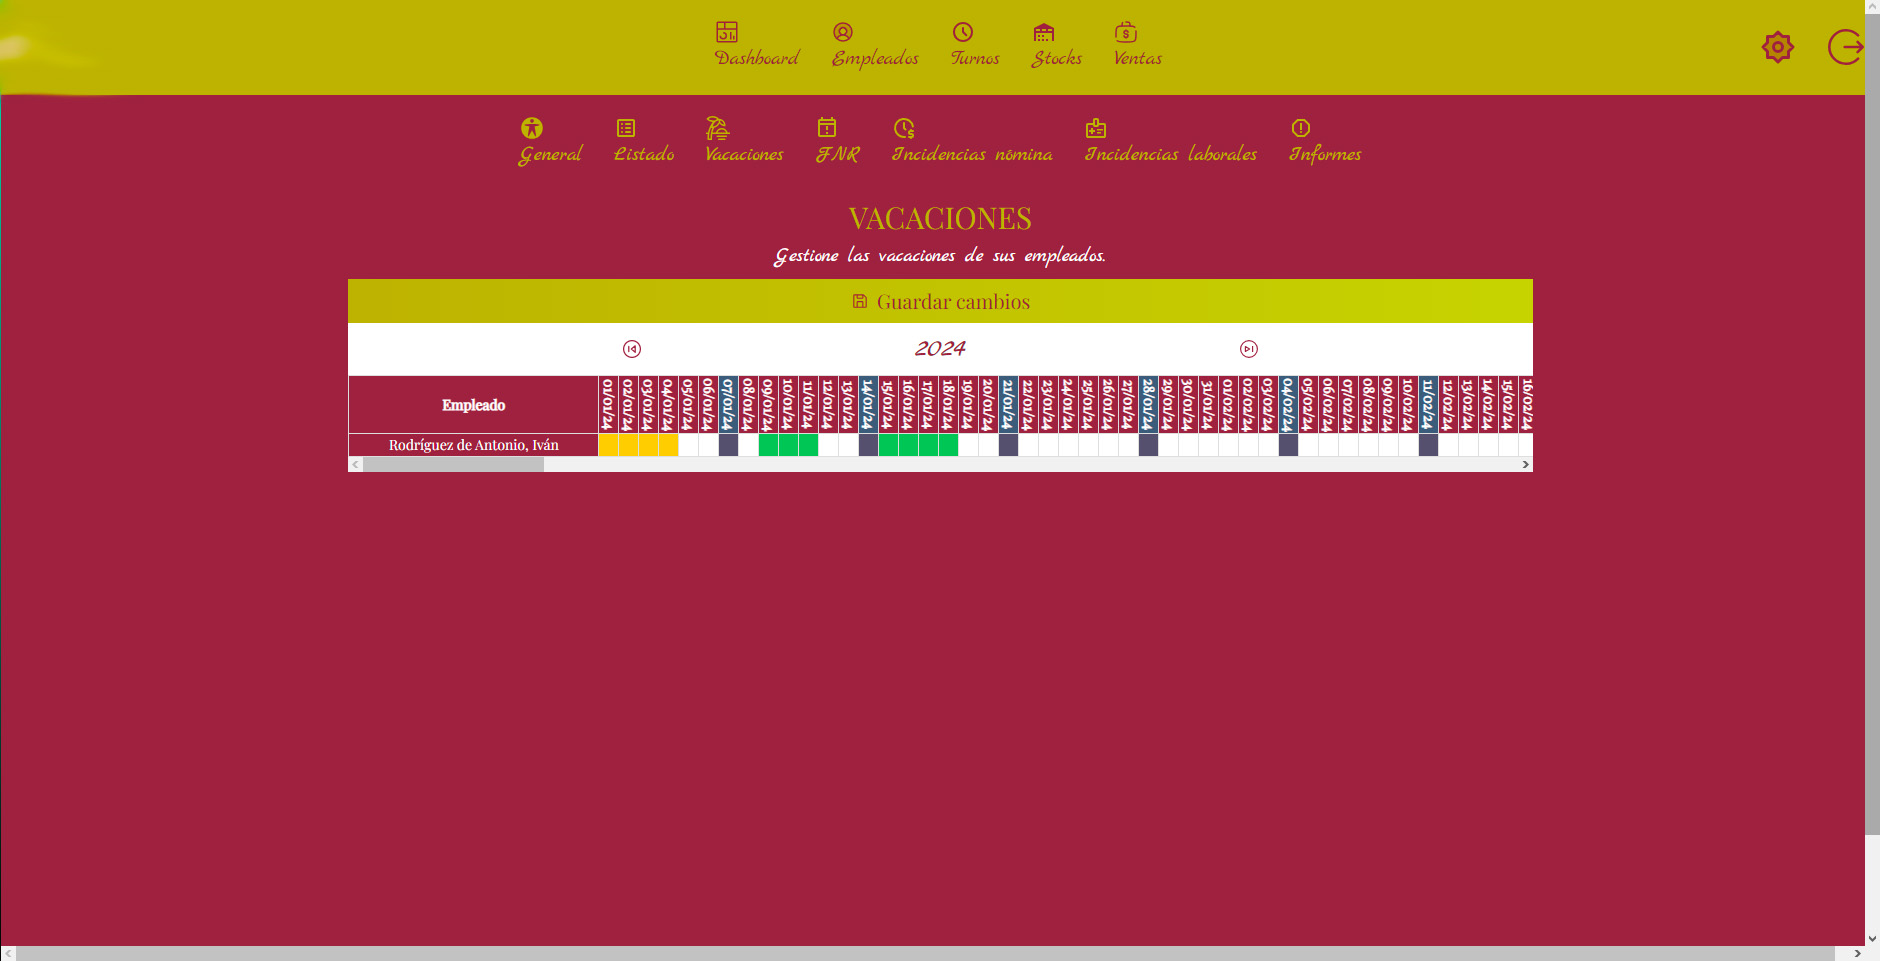 Dashboard Empleados Turnos Stocks Ventas
General Listado Vacaciones FNR Incidencias nómina Incidencias laborales Informes
VACACIONES
Gestione las vacaciones de sus empleados.
Guardar cambios
2024
Empleado 01/01/24 02/01/24 03/01/24 04/01/24 05/01/24 06/01/24 07/01/24 08/01/24 09/01/24 10/01/24 11/01/24 12/01/24 13/01/24 14/01/24 15/01/24 16/01/24 17/01/24 18/01/24 19/01/24 20/01/24 21/01/24 22/01/24 23/01/24 24/01/24 25/01/24 26/01/24 27/01/24 28/01/24 29/01/24 30/01/24 31/01/24 01/02/24 02/02/24 03/02/24 04/02/24 05/02/24 06/02/24 07/02/24 08/02/24 09/02/24 10/02/24 11/02/24 12/02/24 13/02/24 14/02/24 15/02/24 16/02/24
Rodríguez de Antonio, Iván